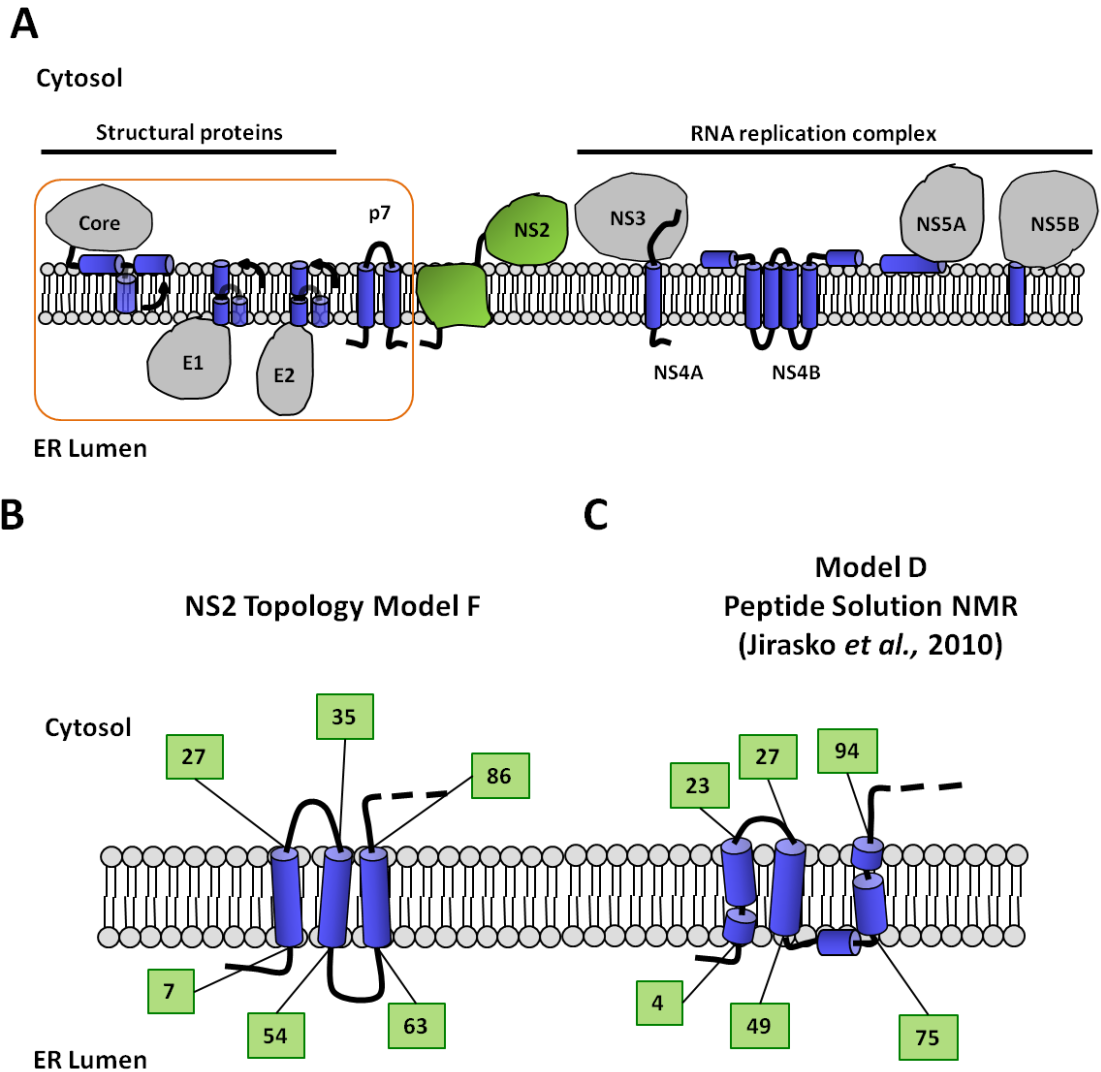 A
Cytosol
Structural proteins
RNA replication complex
Core
p7
NS2
NS3
NS5A
NS5B
E1
E2
NS4A
NS4B
ER Lumen
B
C
NS2 Topology Model F
Model D
Peptide Solution NMR
(Jirasko et al., 2010)
Cytosol
27
35
86
23
27
94
7
54
63
4
49
75
ER Lumen